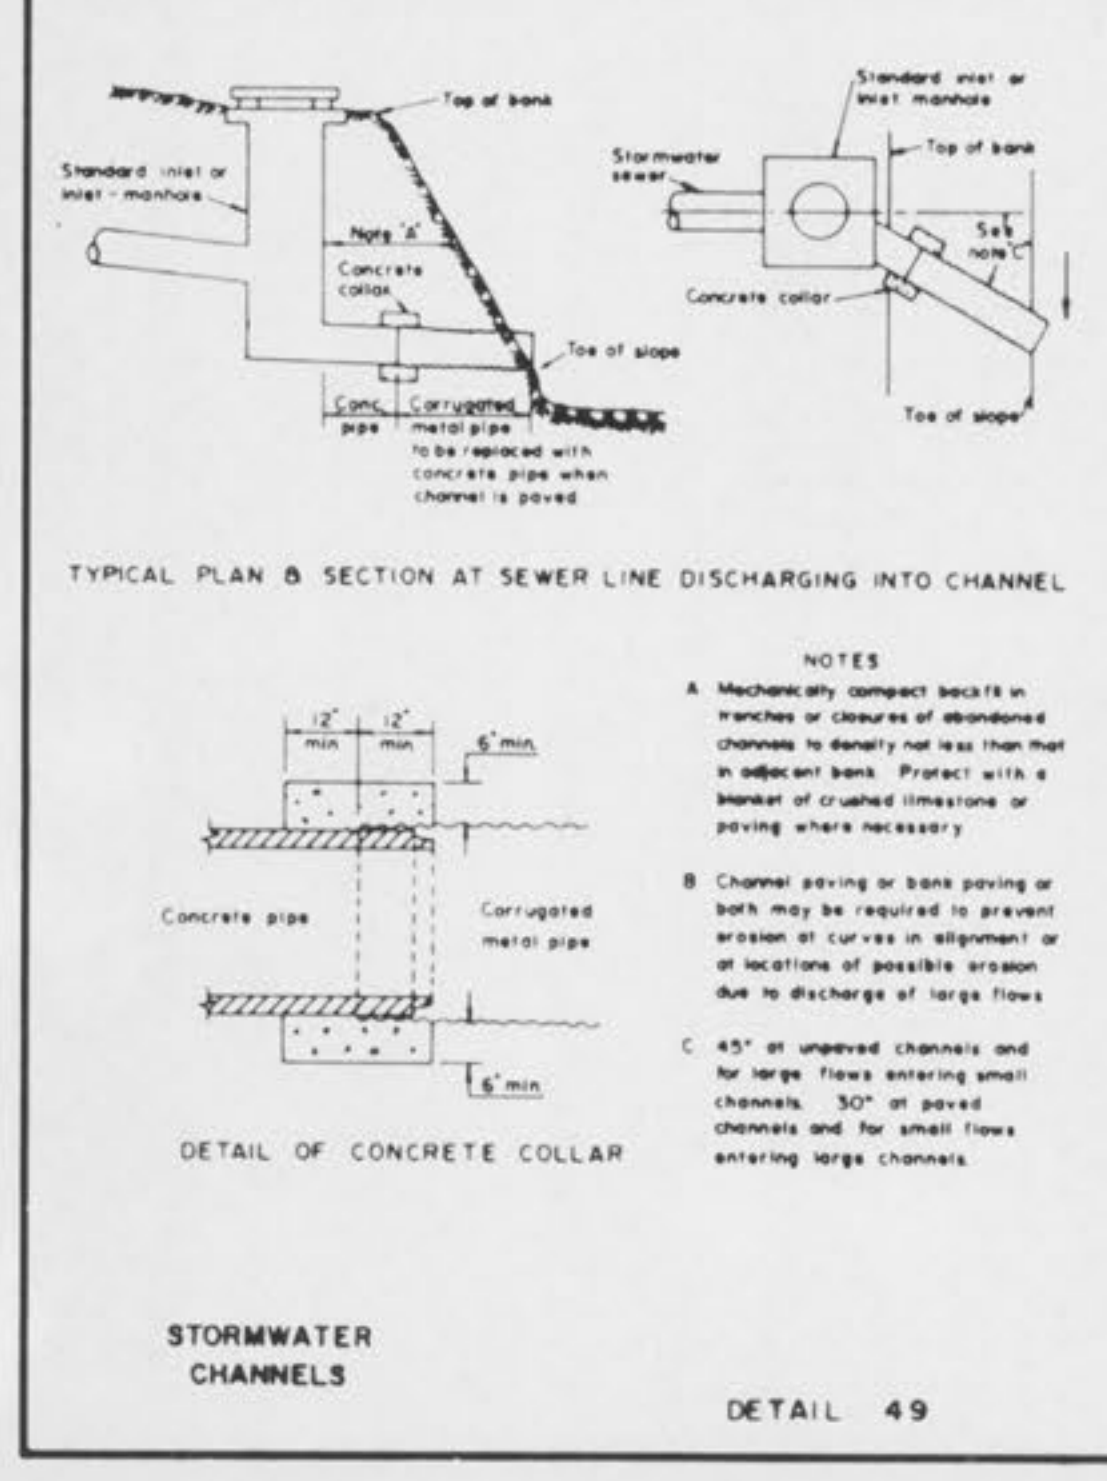 Top of bank
Standard inlet or
inlet - manhole
Note "A"
Concrete
collar
Toe of slope
Conc.
pipe
Corrugated
metal pipe
to be replaced with
concrete pipe when
channel is paved
Standard inlet or
inlet manhole
Top of bank
Stormwater
sewer
See
note "C"
Concrete collar
Toe of slope
TYPICAL PLAN & SECTION AT SEWER LINE DISCHARGING INTO CHANNEL
12"
min
12"
min
6" min.
Concrete pipe
Corrugated
metal pipe
6" min
DETAIL OF CONCRETE COLLAR
NOTES
A Mechanically compact backfill in
trenches or closures of abandoned
channels to density not less than that
in adjacent bank. Protect with a
blanket of crushed limestone or
paving where necessary
B Channel paving or bank paving or
both may be required to prevent
erosion at curves in alignment or
at locations of possible erosion
due to discharge of large flows
C 45° at unpaved channels and
for large flows entering small
channels. 30° at paved
channels and for small flows
entering large channels.
STORMWATER
CHANNELS
DETAIL 49